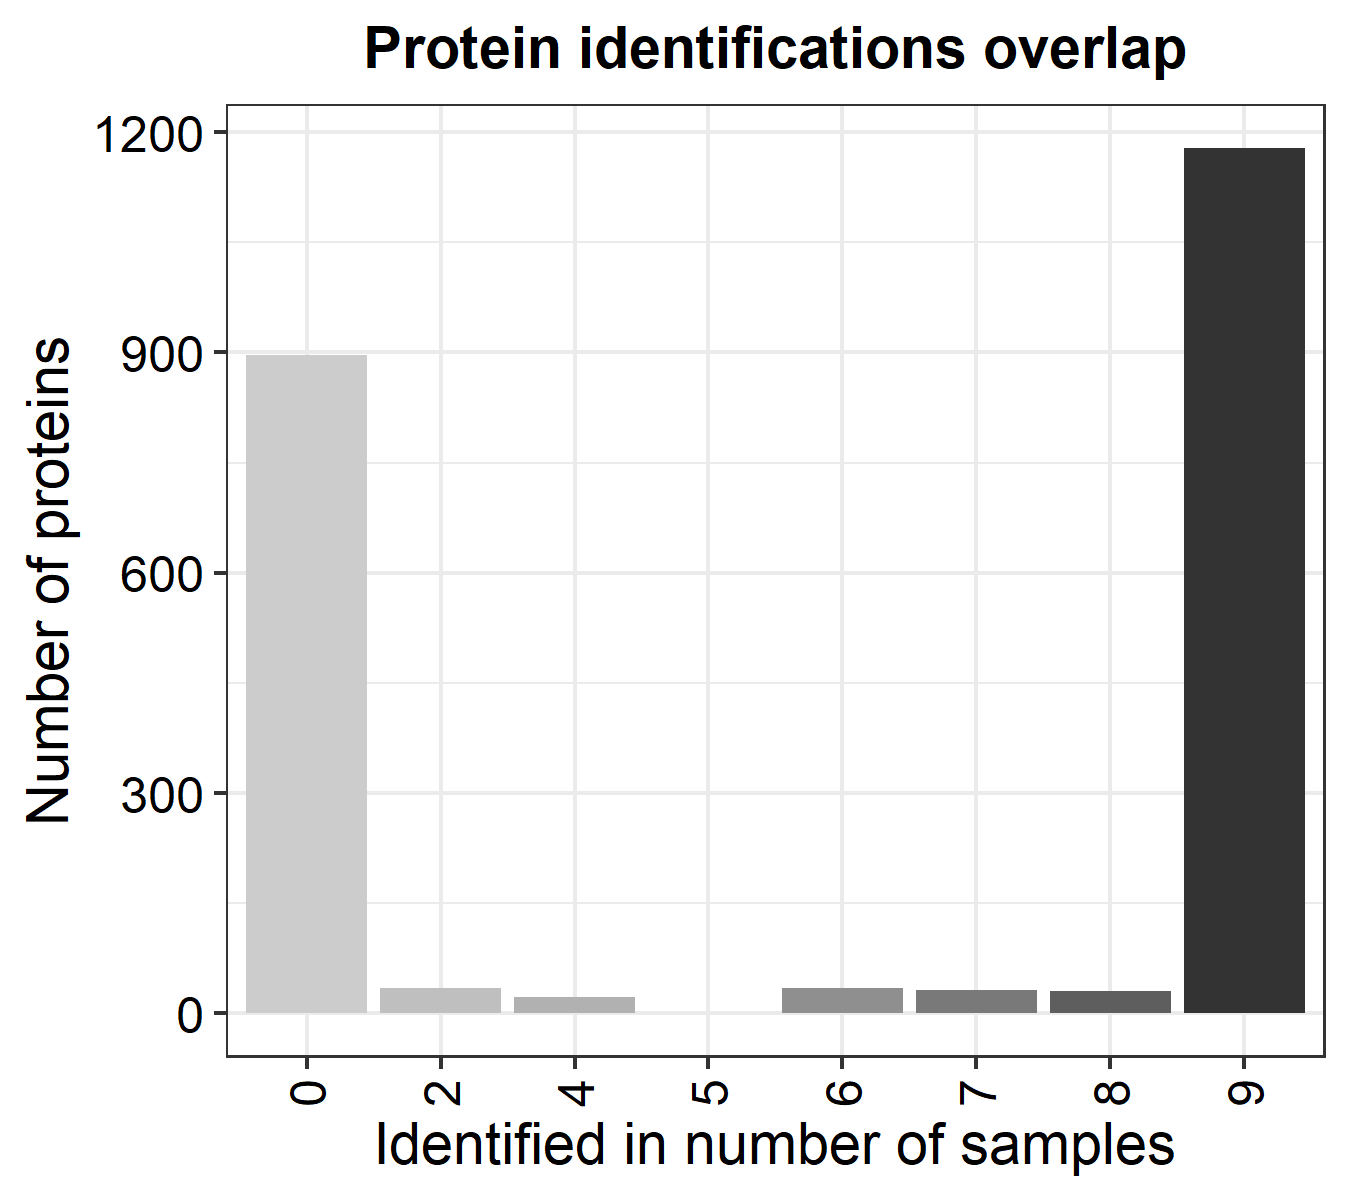 Protein identifications overlap
Number of proteins
1200
900
600
300
0
0 2 4 5 6 7 8 9
Identified in number of samples